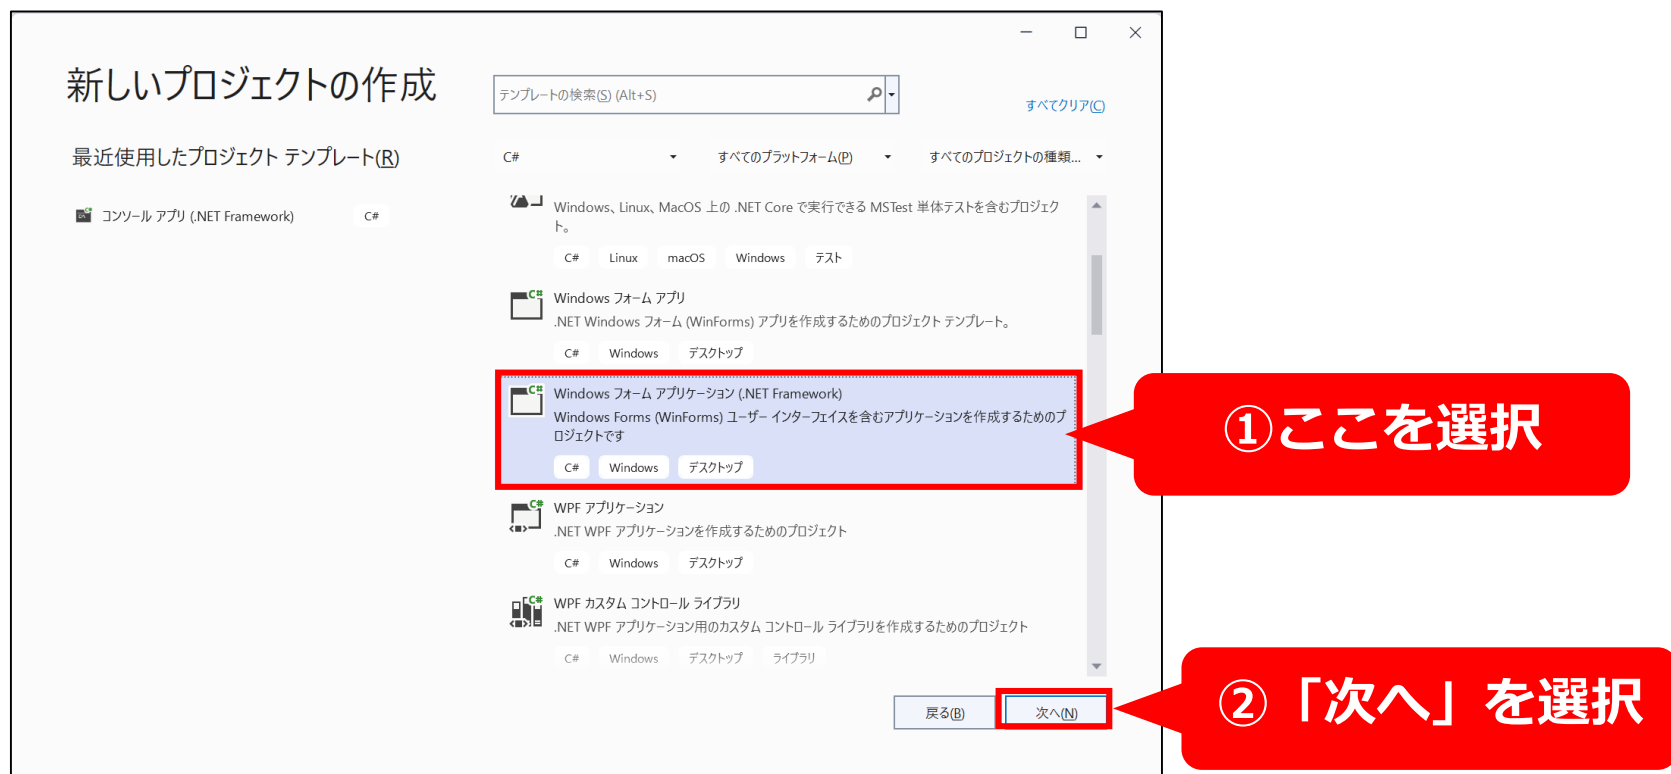 新しいプロジェクトの作成
テンプレートの検索(S) (Alt+S)
すべてクリア(C)
最近使用したプロジェクト テンプレート(R)
C#
すべてのプラットフォーム(P)
すべてのプロジェクトの種類...
コンソール アプリ (.NET Framework) C#
Windows、Linux、MacOS 上の .NET Core で実行できる MSTest 単体テストを含むプロジェク
ト。
C# Linux macOS Windows テスト
Windows フォーム アプリ
.NET Windows フォーム (WinForms) アプリを作成するためのプロジェクト テンプレート。
C# Windows デスクトップ
Windows フォーム アプリケーション (.NET Framework)
Windows Forms (WinForms) ユーザー インターフェイスを含むアプリケーションを作成するためのプ
ロジェクトです
C# Windows デスクトップ
①ここを選択
WPF アプリケーション
.NET WPF アプリケーションを作成するためのプロジェクト
C# Windows デスクトップ
WPF カスタム コントロール ライブラリ
.NET WPF アプリケーション用のカスタム コントロール ライブラリを作成するためのプロジェクト
C# Windows デスクトップ ライブラリ
戻る(B) 次へ(N)
②「次へ」を選択